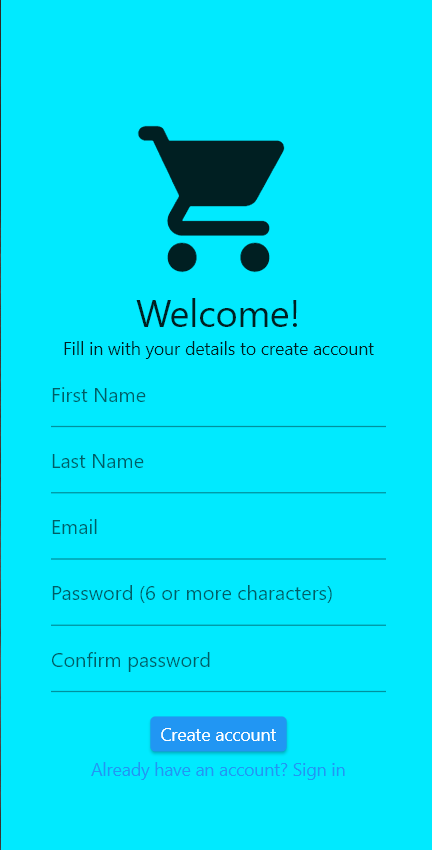 Welcome!
Fill in with your details to create account
First Name
Last Name
Email
Password (6 or more characters)
Confirm password
Create account
Already have an account? Sign in